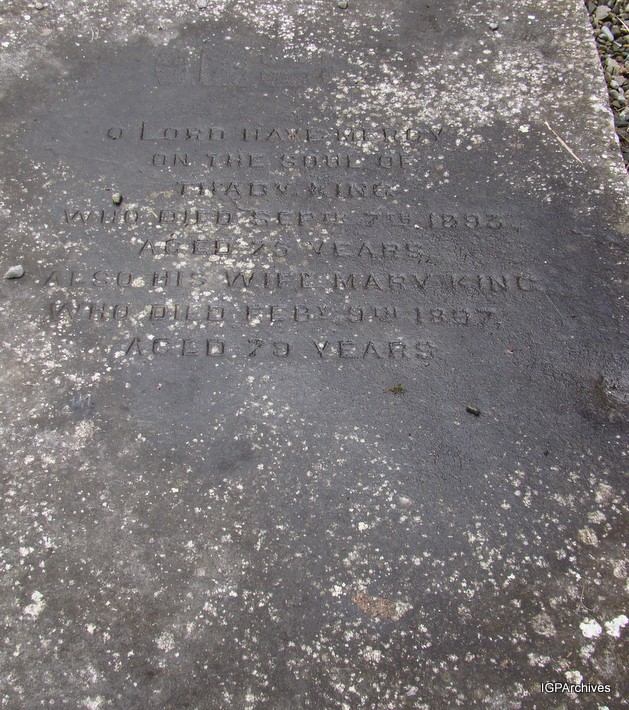 O LORD HAVE MERCY
ON THE SOUL OF
THADY KING
WHO DIED SEPTR 7TH 1893,
AGED 75 YEARS,
ALSO HIS WIFE MARY KING
WHO DIED FEBY 9TH 1897,
AGED 79 YEARS
IGPArchives